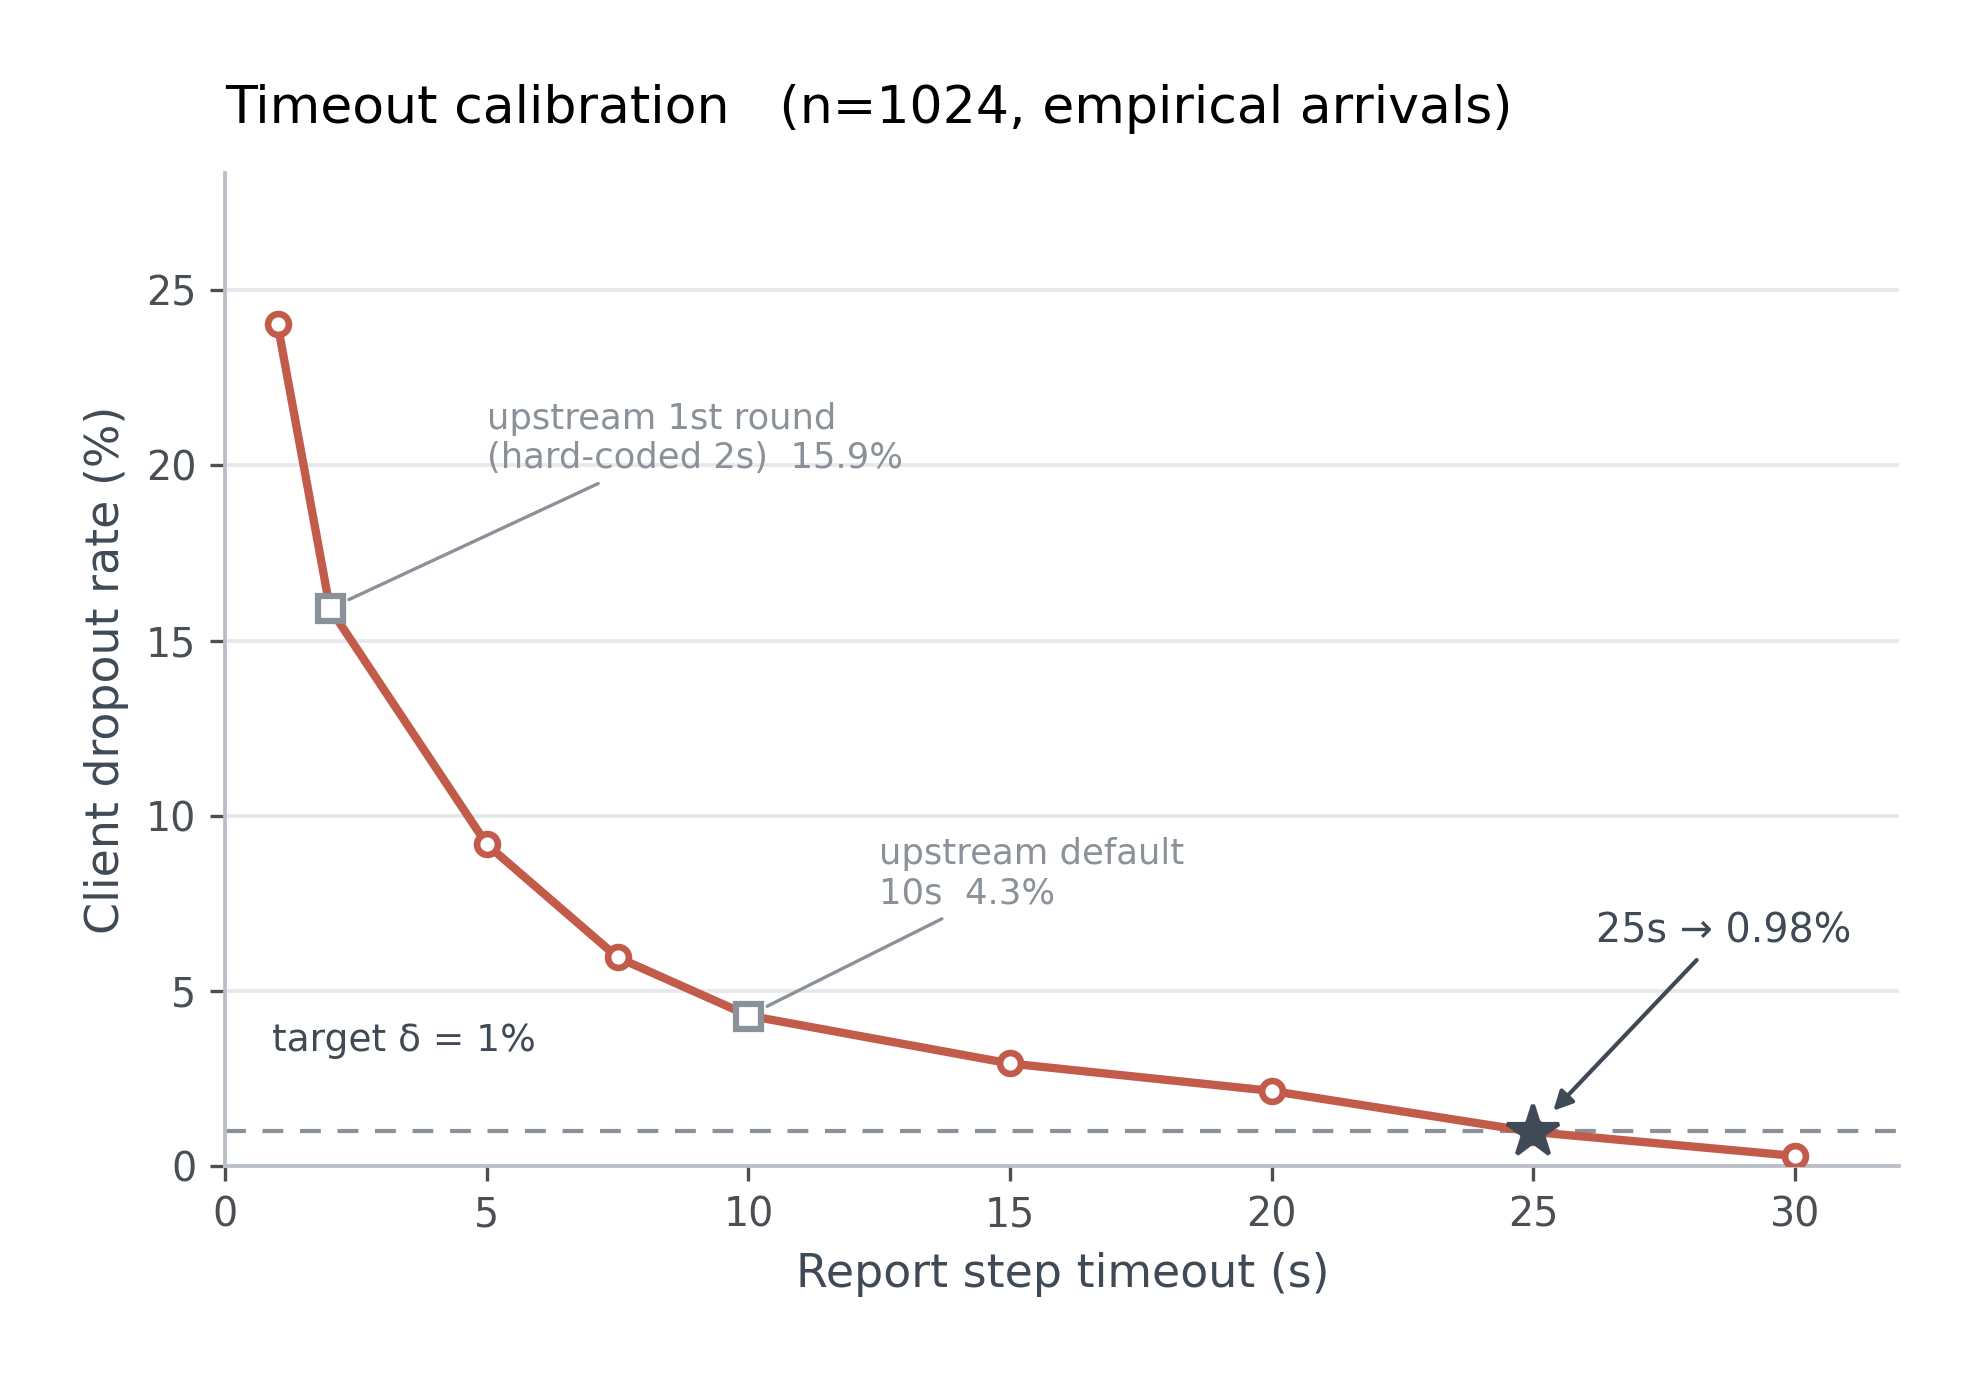 Timeout calibration (n=1024, empirical arrivals)
Client dropout rate (%)
25
20
15
10
5
0
upstream 1st round
(hard-coded 2s) 15.9%
upstream default
10s 4.3%
25s → 0.98%
target δ = 1%
0 5 10 15 20 25 30
Report step timeout (s)